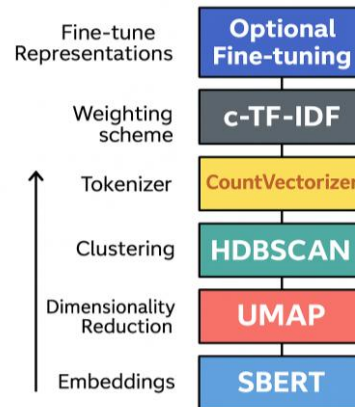 Fine-tune
Representations
Optional
Fine-tuning
Weighting
scheme
c-TF-IDF
Tokenizer
CountVectorizer
Clustering
HDBSCAN
Dimensionality
Reduction
UMAP
Embeddings
SBERT